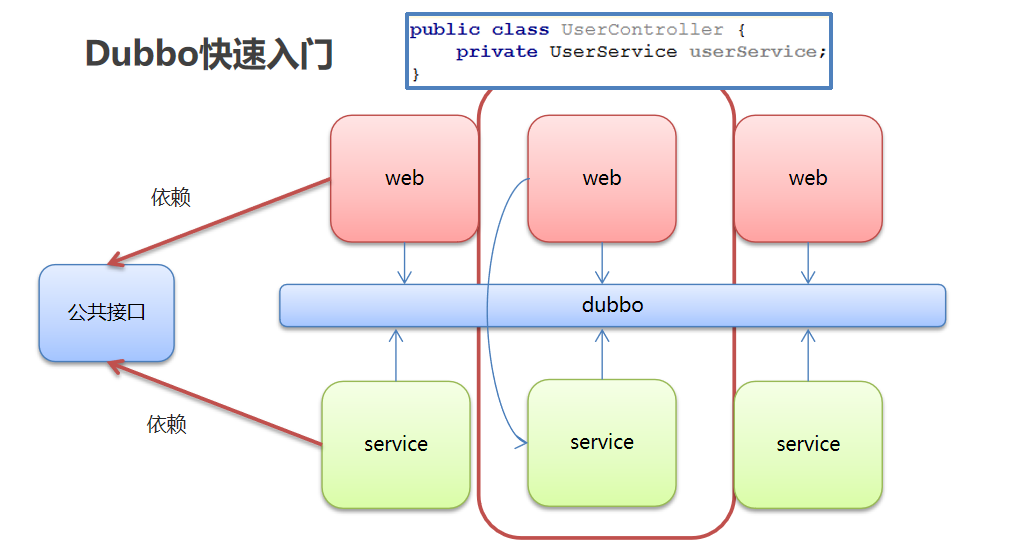 Dubbo快速入门
public class UserController {
    private UserService userService;
}
web
web
web
依赖
公共接口
dubbo
依赖
service
service
service